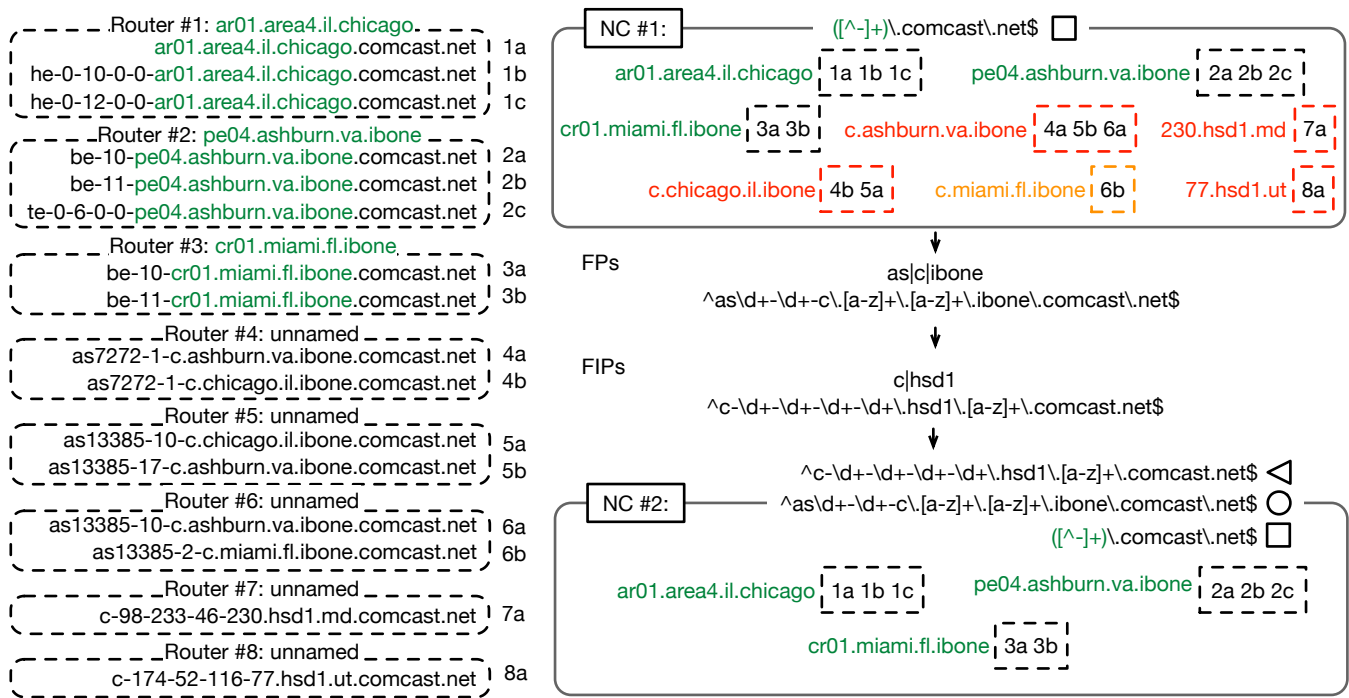 Router #1: ar01.area4.il.chicago
ar01.area4.il.chicago.comcast.net 1a
he-0-10-0-0-ar01.area4.il.chicago.comcast.net 1b
he-0-12-0-0-ar01.area4.il.chicago.comcast.net 1c
Router #2: pe04.ashburn.va.ibone
be-10-pe04.ashburn.va.ibone.comcast.net 2a
be-11-pe04.ashburn.va.ibone.comcast.net 2b
te-0-6-0-0-pe04.ashburn.va.ibone.comcast.net 2c
Router #3: cr01.miami.fl.ibone
be-10-cr01.miami.fl.ibone.comcast.net 3a
be-11-cr01.miami.fl.ibone.comcast.net 3b
Router #4: unnamed
as7272-1-c.ashburn.va.ibone.comcast.net 4a
as7272-1-c.chicago.il.ibone.comcast.net 4b
Router #5: unnamed
as13385-10-c.chicago.il.ibone.comcast.net 5a
as13385-17-c.ashburn.va.ibone.comcast.net 5b
Router #6: unnamed
as13385-10-c.ashburn.va.ibone.comcast.net 6a
as13385-2-c.miami.fl.ibone.comcast.net 6b
Router #7: unnamed
c-98-233-46-230.hsd1.md.comcast.net 7a
Router #8: unnamed
c-174-52-116-77.hsd1.ut.comcast.net 8a
NC #1: ([^-]+)\.comcast\.net$
ar01.area4.il.chicago 1a 1b 1c pe04.ashburn.va.ibone 2a 2b 2c
cr01.miami.fl.ibone 3a 3b c.ashburn.va.ibone 4a 5b 6a 230.hsd1.md 7a
c.chicago.il.ibone 4b 5a c.miami.fl.ibone 6b 77.hsd1.ut 8a
FPs
as|c|ibone
^as\d+-\d+-c\.[a-z]+\.[a-z]+\.ibone\.comcast\.net$
FIPs
c|hsd1
^c-\d+-\d+-\d+-\d+\.hsd1\.[a-z]+\.comcast.net$
^c-\d+-\d+-\d+-\d+\.hsd1\.[a-z]+\.comcast.net$
NC #2: ^as\d+-\d+-c\.[a-z]+\.[a-z]+\.ibone\.comcast\.net$
([^-]+)\.comcast\.net$
ar01.area4.il.chicago 1a 1b 1c pe04.ashburn.va.ibone 2a 2b 2c
cr01.miami.fl.ibone 3a 3b